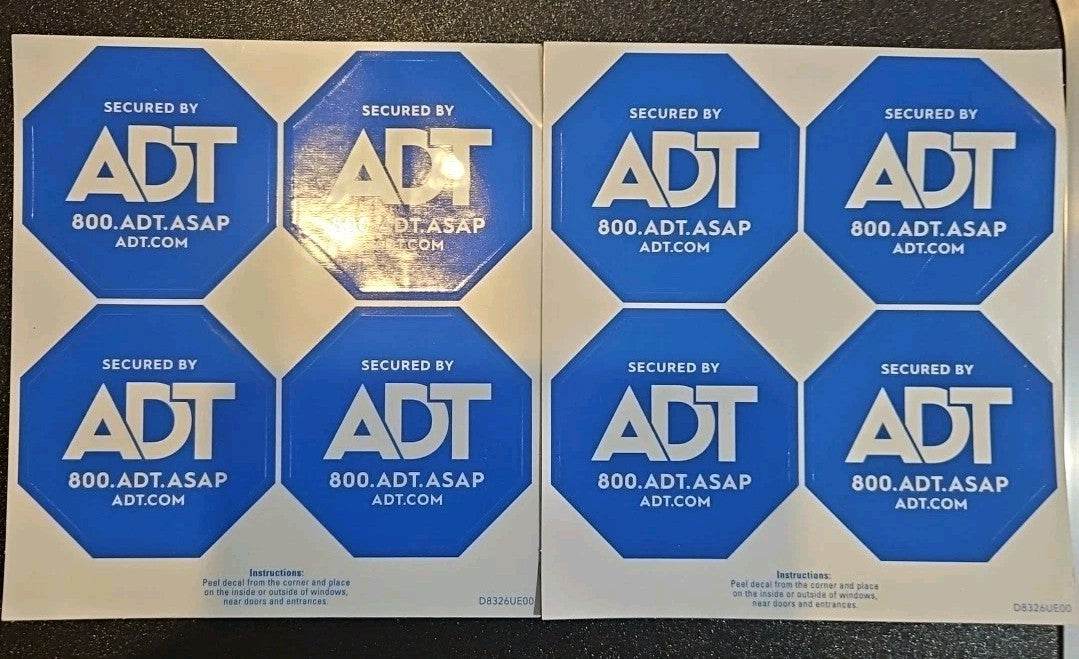 SECURED BY
ADT
800.ADT.ASAP
ADT.COM
SECURED BY
ADT
800.ADT.ASAP
ADT.COM
SECURED BY
ADT
800.ADT.ASAP
ADT.COM
SECURED BY
ADT
800.ADT.ASAP
ADT.COM
SECURED BY
ADT
800.ADT.ASAP
ADT.COM
SECURED BY
ADT
800.ADT.ASAP
ADT.COM
SECURED BY
ADT
800.ADT.ASAP
ADT.COM
SECURED BY
ADT
800.ADT.ASAP
ADT.COM
Instructions:
Peel decal from the corner and place
on the inside or outside of windows,
near doors and entrances.
D8326UE00
Instructions:
Peel decal from the corner and place
on the inside or outside of windows,
near doors and entrances.
D8326UE00